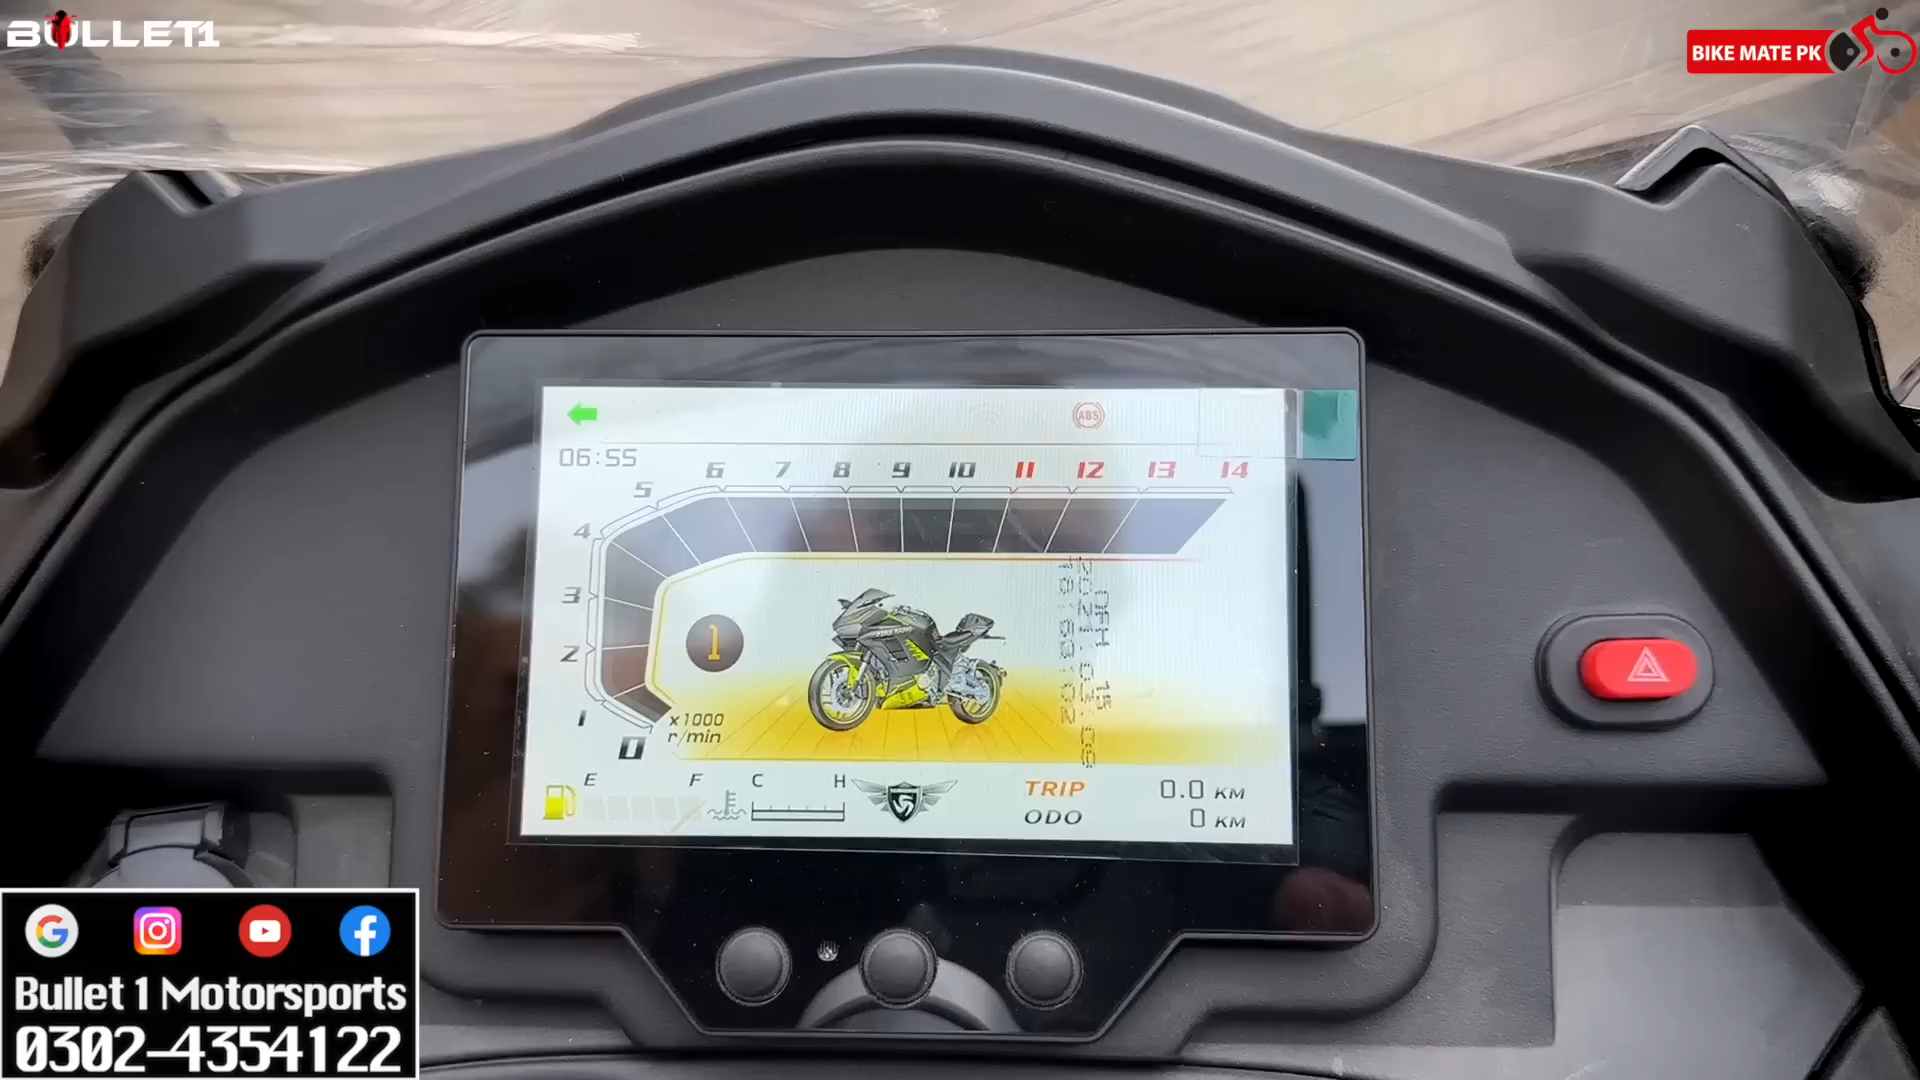 BULLET1
BIKE MATE PK
ABS
06:55
6 7 8 9 10 11 12 13 14
5
4
3
2
1
0
1
x1000
r/min
E F C H
TRIP 0.0 KM
ODO 0 KM
Bullet 1 Motorsports
0302-4354122